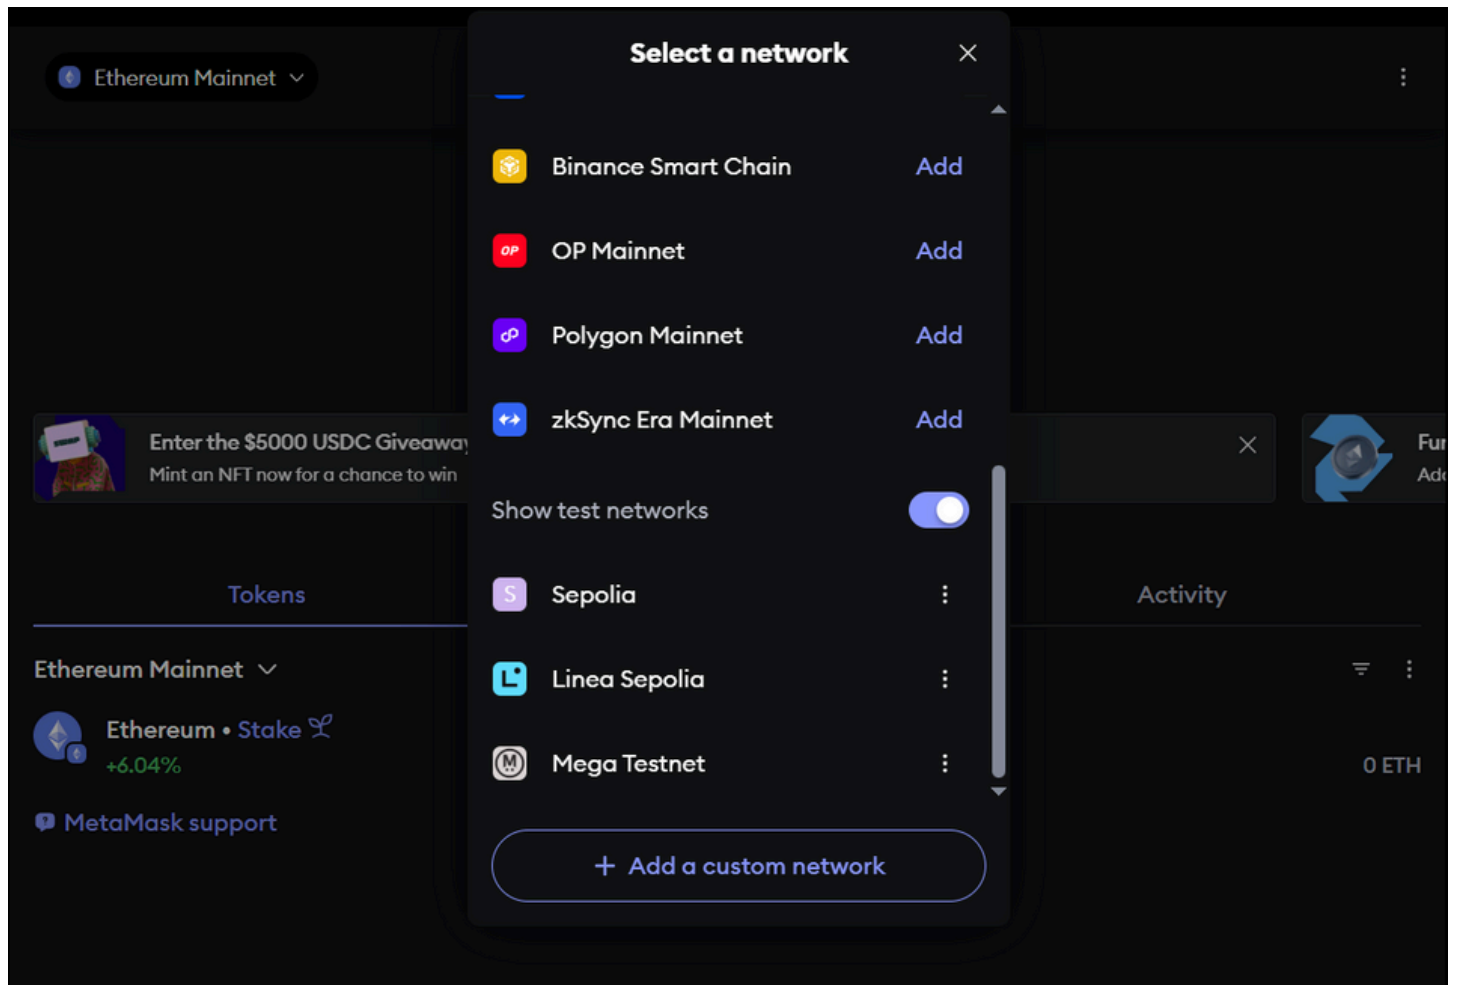 Ethereum Mainnet
Select a network
Binance Smart Chain Add
OP
OP Mainnet Add
Polygon Mainnet Add
zkSync Era Mainnet Add
Enter the $5000 USDC Giveaway
Mint an NFT now for a chance to win
Show test networks
S
Sepolia
L
Linea Sepolia
M
Mega Testnet
+ Add a custom network
Tokens
Activity
Ethereum Mainnet
Ethereum • Stake
+6.04%
0 ETH
MetaMask support